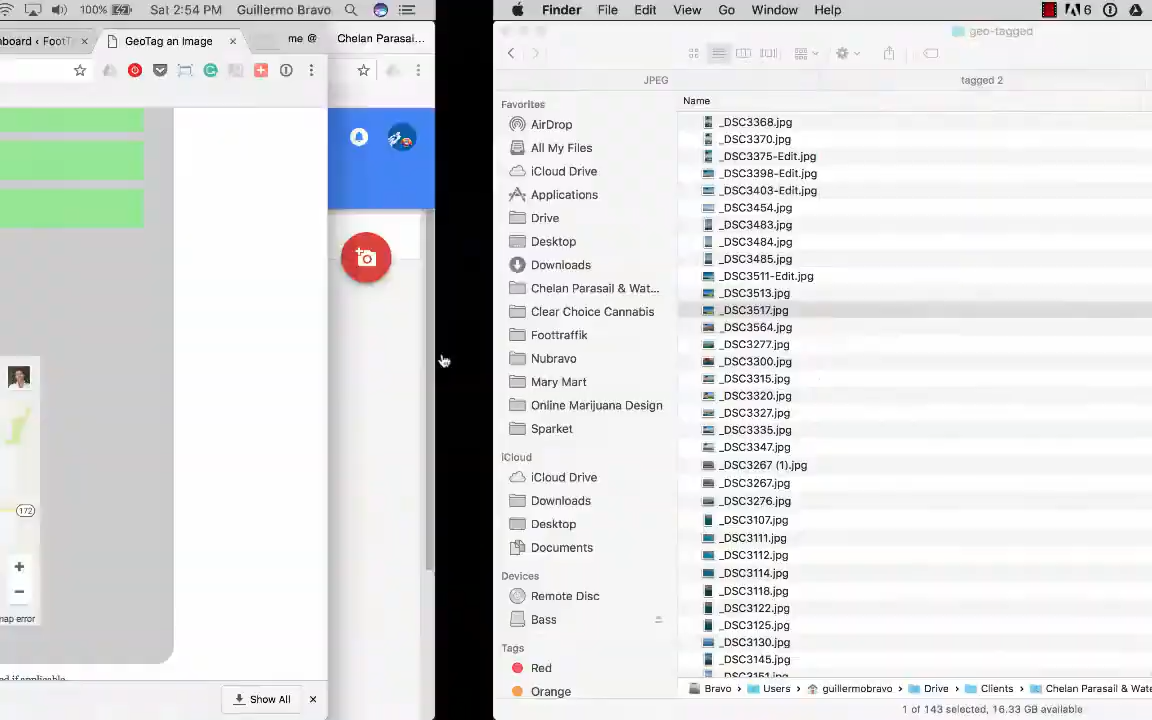 100% Sat 2:54 PM Guillermo Bravo
board ‹ FootT
GeoTag an Image
me @
Chelan Parasai...
172
map error
ed if applicable
Show All
Finder File Edit View Go Window Help
6
geo-tagged
JPEG tagged 2
Favorites
AirDrop
All My Files
iCloud Drive
Applications
Drive
Desktop
Downloads
Chelan Parasail & Wat...
Clear Choice Cannabis
Foottraffik
Nubravo
Mary Mart
Online Marijuana Design
Sparket
iCloud
iCloud Drive
Downloads
Desktop
Documents
Devices
Remote Disc
Bass
Tags
Red
Orange
Name
_DSC3368.jpg
_DSC3370.jpg
_DSC3375-Edit.jpg
_DSC3398-Edit.jpg
_DSC3403-Edit.jpg
_DSC3454.jpg
_DSC3483.jpg
_DSC3484.jpg
_DSC3485.jpg
_DSC3511-Edit.jpg
_DSC3513.jpg
_DSC3517.jpg
_DSC3564.jpg
_DSC3277.jpg
_DSC3300.jpg
_DSC3315.jpg
_DSC3320.jpg
_DSC3327.jpg
_DSC3335.jpg
_DSC3347.jpg
_DSC3267 (1).jpg
_DSC3267.jpg
_DSC3276.jpg
_DSC3107.jpg
_DSC3111.jpg
_DSC3112.jpg
_DSC3114.jpg
_DSC3118.jpg
_DSC3122.jpg
_DSC3125.jpg
_DSC3130.jpg
_DSC3145.jpg
_DSC3151.jpg
Bravo › Users › guillermobravo › Drive › Clients › Chelan Parasail & Wate
1 of 143 selected, 16.33 GB available